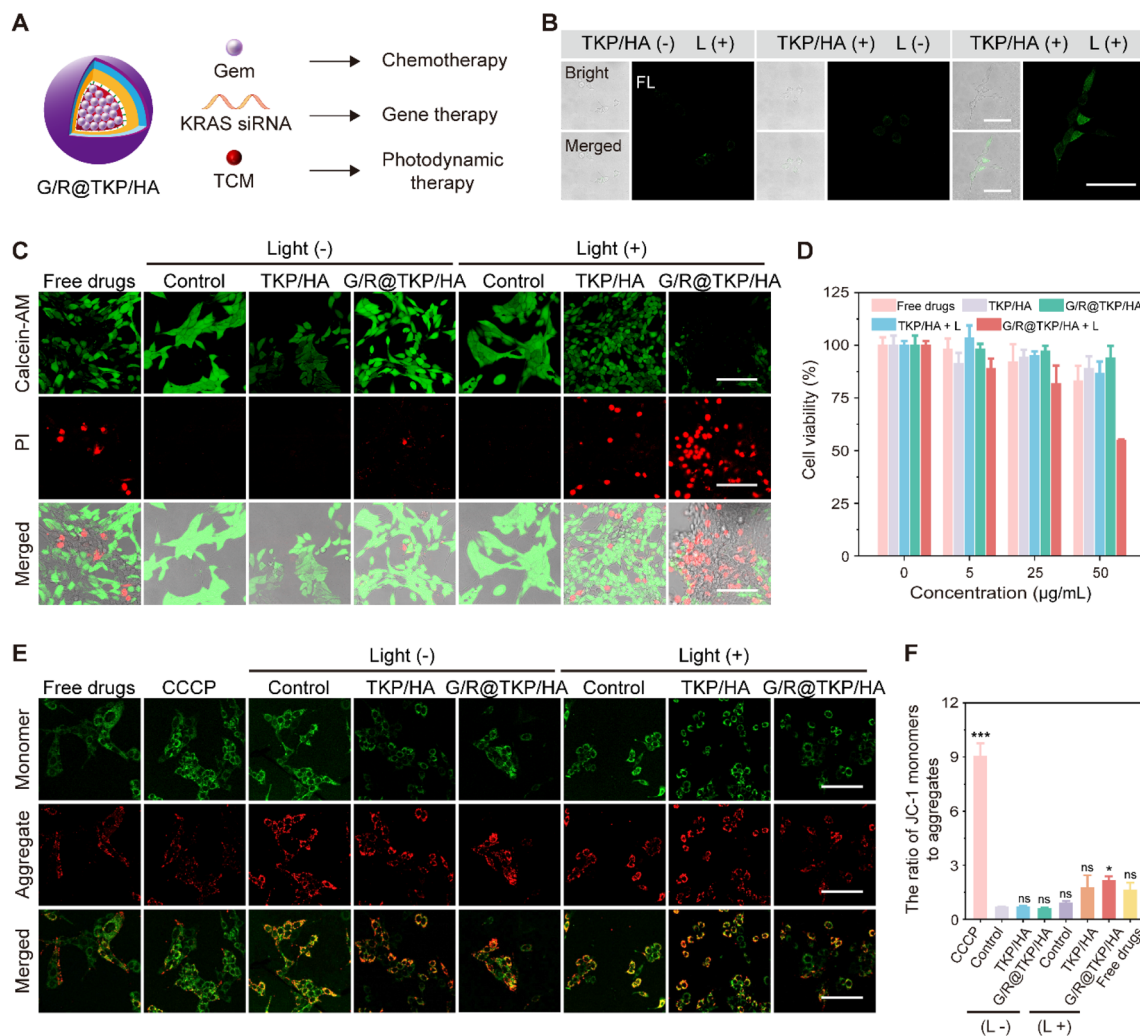 A
Gem
Chemotherapy
KRAS siRNA
Gene therapy
TCM
Photodynamic
therapy
G/R@TKP/HA
B
TKP/HA (-) L (+)
TKP/HA (+) L (-)
TKP/HA (+) L (+)
Bright
FL
Merged
C
Light (-)
Light (+)
Free drugs
Control
TKP/HA
G/R@TKP/HA
Control
TKP/HA
G/R@TKP/HA
Calcein-AM
PI
Merged
D
Free drugs
TKP/HA
G/R@TKP/HA
TKP/HA + L
G/R@TKP/HA + L
Cell viability (%)
125
100
75
50
25
0
0
5
25
50
Concentration (µg/mL)
E
Light (-)
Light (+)
Free drugs
CCCP
Control
TKP/HA
G/R@TKP/HA
Control
TKP/HA
G/R@TKP/HA
Monomer
Aggregate
Merged
F
The ratio of JC-1 monomers
to aggregates
12
9
6
3
0
***
ns
ns
ns
ns
*
ns
CCCP
Control
TKP/HA
G/R@TKP/HA
Control
TKP/HA
G/R@TKP/HA
Free drugs
(L -)
(L +)